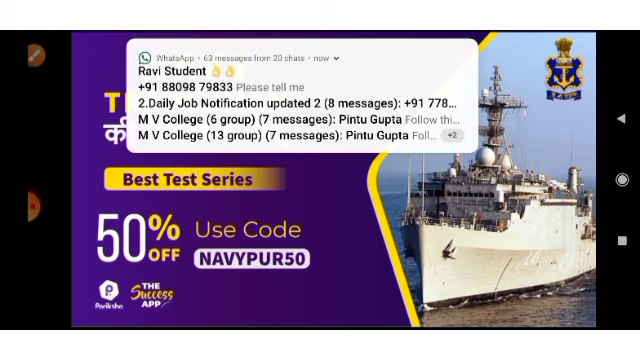 WhatsApp • 63 messages from 20 chats • now
Ravi Student 👌👌
+91 88098 79833 Please tell me
2.Daily Job Notification updated 2 (8 messages): +91 778...
M V College (6 group) (7 messages): Pintu Gupta Follow thi...
M V College (13 group) (7 messages): Pintu Gupta Foll... +2
T
की
Best Test Series
50% OFF
Use Code
NAVYPUR50
Pariksha
THE Success APP